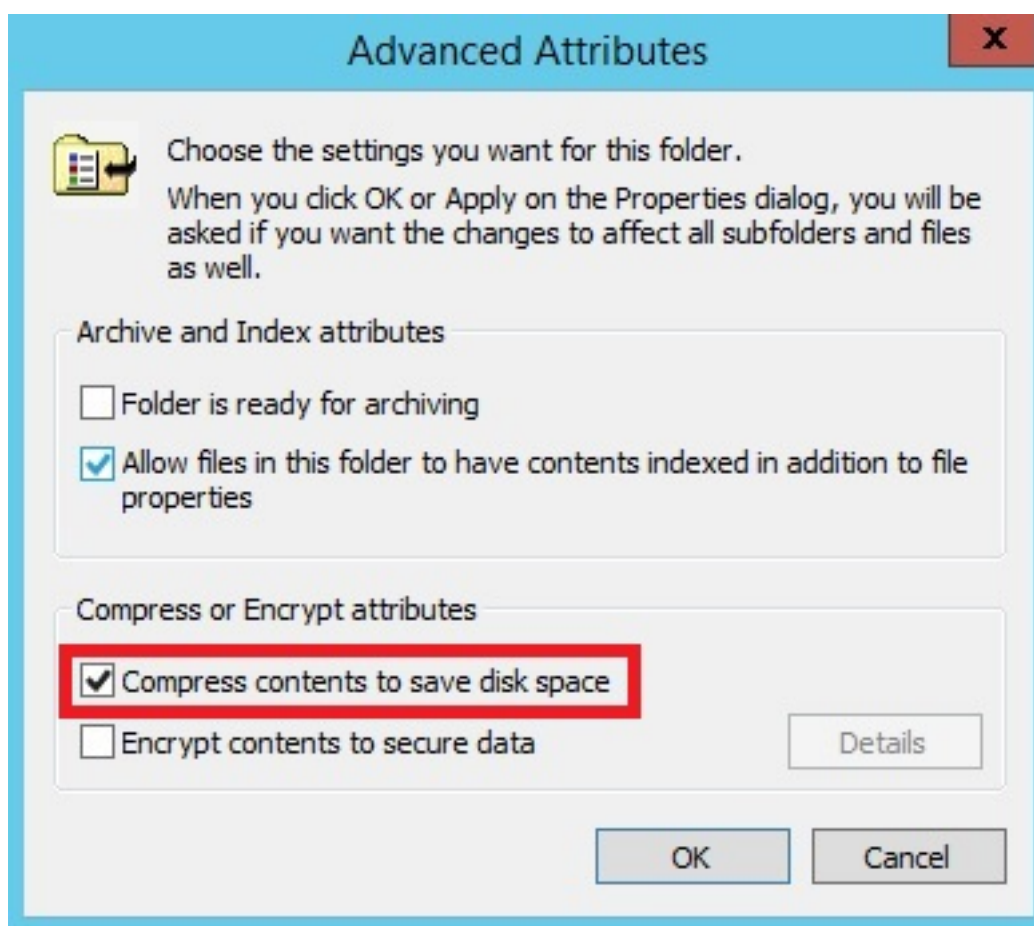 Advanced Attributes
x
Choose the settings you want for this folder.
When you click OK or Apply on the Properties dialog, you will be
asked if you want the changes to affect all subfolders and files
as well.
Archive and Index attributes
Folder is ready for archiving
Allow files in this folder to have contents indexed in addition to file
properties
Compress or Encrypt attributes
Compress contents to save disk space
Encrypt contents to secure data
Details
OK
Cancel